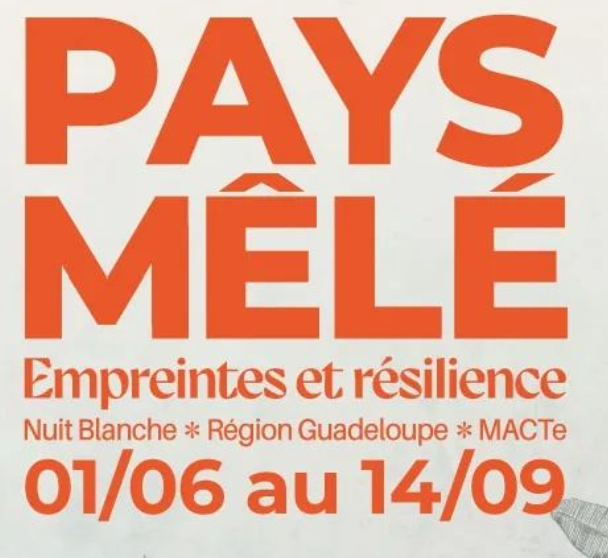 PAYS
MÊLÉ
Empreintes et résilience
Nuit Blanche * Région Guadeloupe * MACTe
01/06 au 14/09